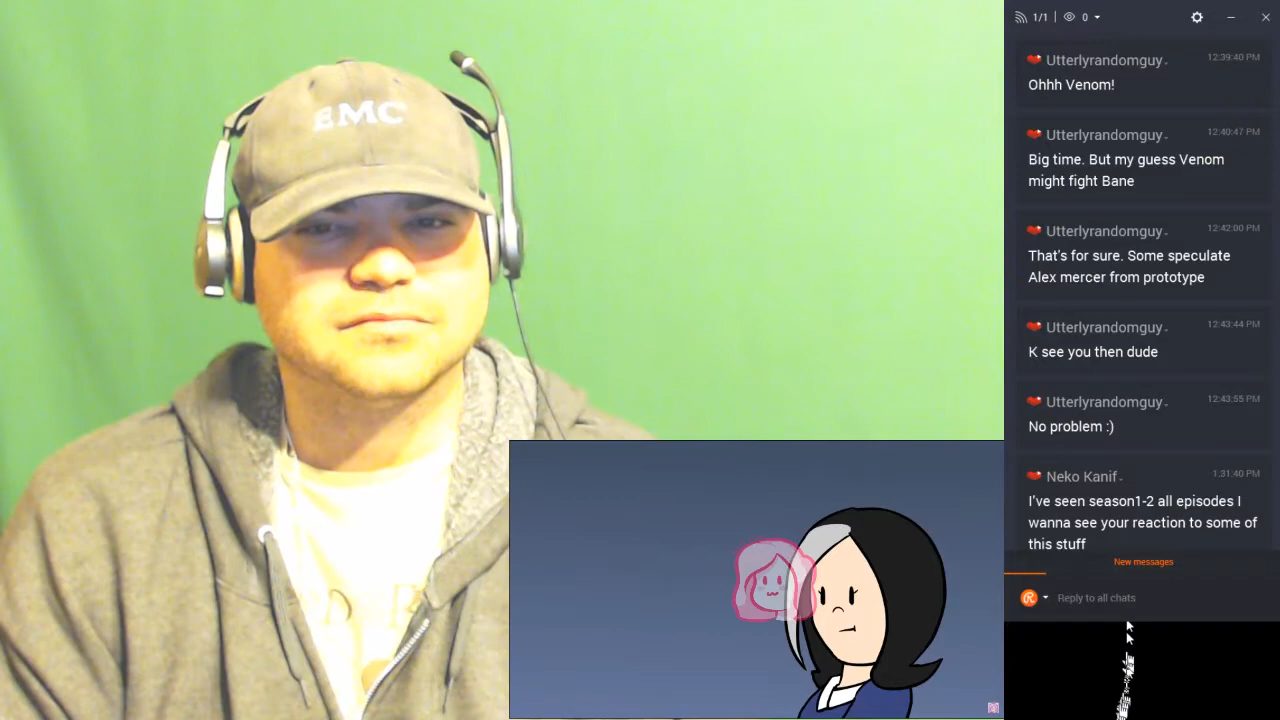 EMC
1/1 0
Utterlyrandomguy 12:39:40 PM
Ohhh Venom!
Utterlyrandomguy 12:40:47 PM
Big time. But my guess Venom
might fight Bane
Utterlyrandomguy 12:42:00 PM
That's for sure. Some speculate
Alex mercer from prototype
Utterlyrandomguy 12:43:44 PM
K see you then dude
Utterlyrandomguy 12:43:55 PM
No problem :)
Neko Kanif 1:31:40 PM
I've seen season1-2 all episodes I
wanna see your reaction to some of
this stuff
New messages
Reply to all chats